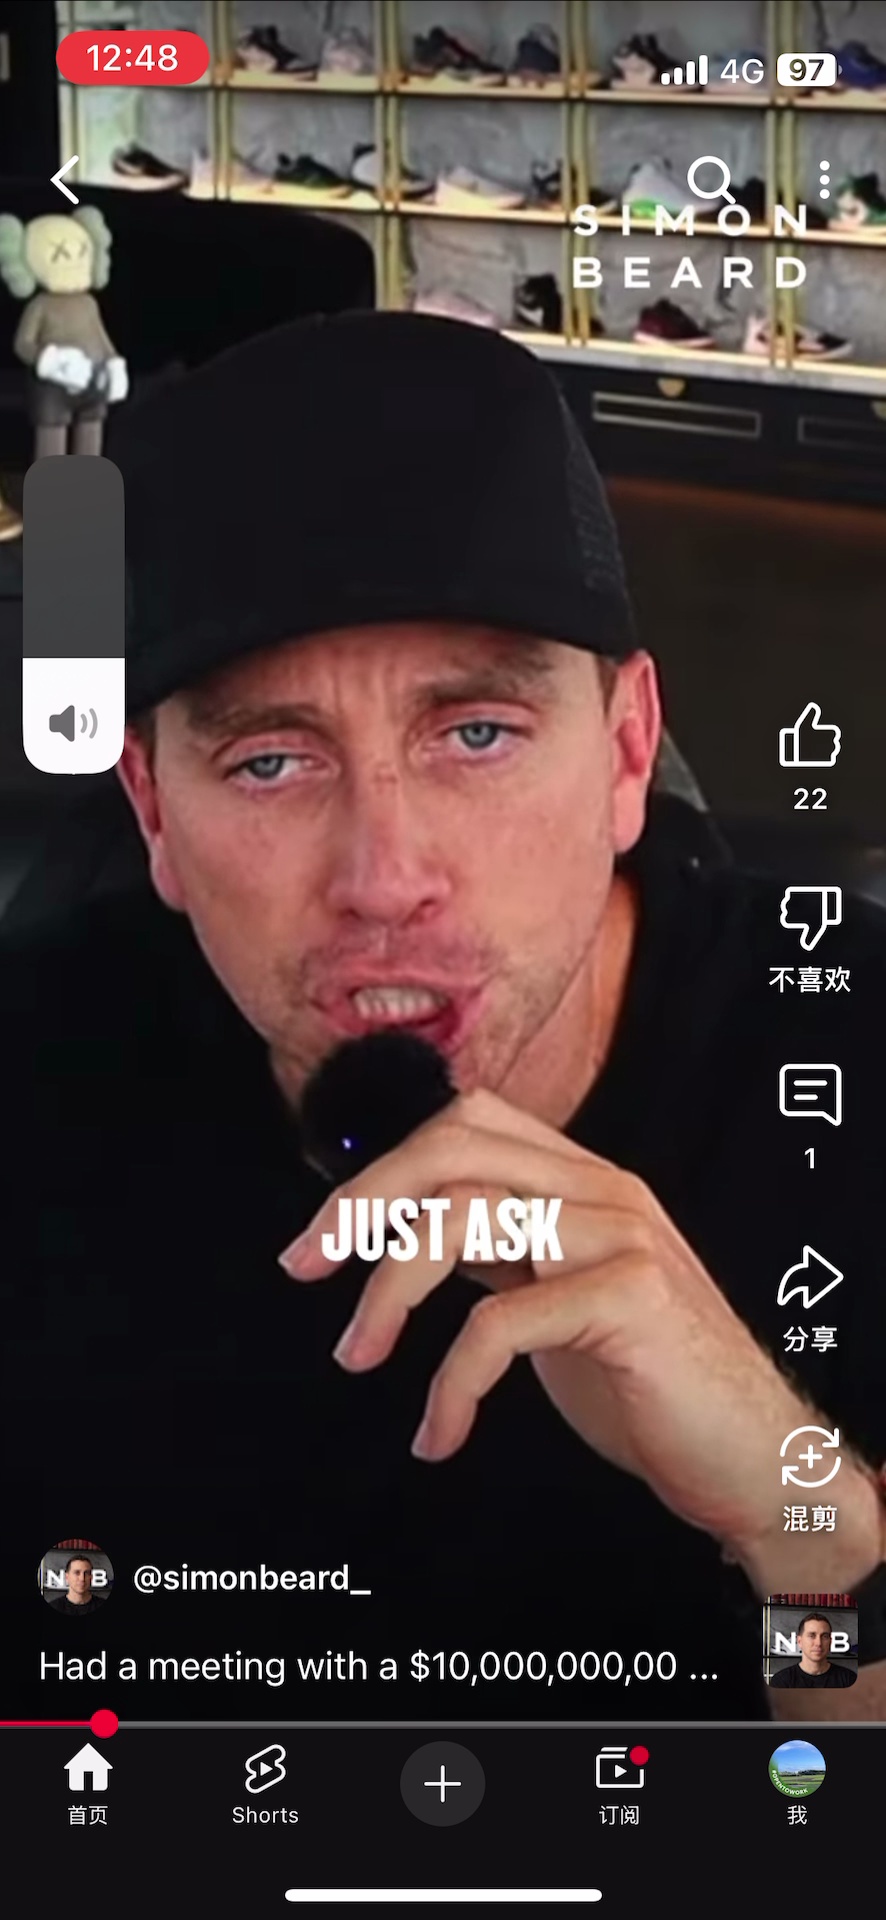 12:48
4G
97
SIMON
BEARD
22
不喜欢
1
JUST ASK
分享
混剪
N B
@simonbeard_
N B
Had a meeting with a $10,000,000,00 ...
首页
Shorts
订阅
#OPENTOWORK
我